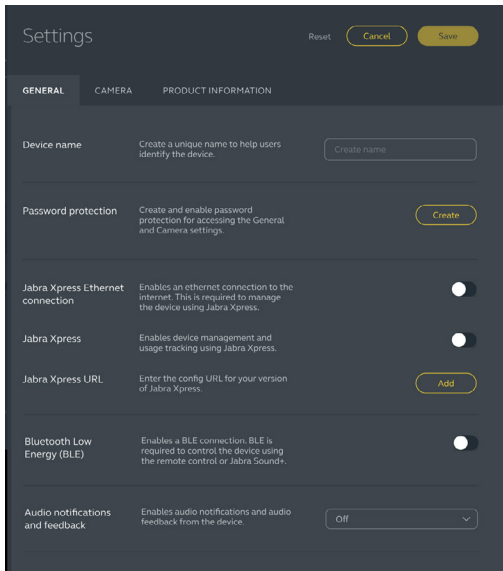 Settings
Reset
Cancel
Save
GENERAL
CAMERA
PRODUCT INFORMATION
Device name
Create a unique name to help users
identify the device.
Create name
Password protection
Create and enable password
protection for accessing the General
and Camera settings.
Create
Jabra Xpress Ethernet
connection
Enables an ethernet connection to the
internet. This is required to manage
the device using Jabra Xpress.
Jabra Xpress
Enables device management and
usage tracking using Jabra Xpress.
Jabra Xpress URL
Enter the config URL for your version
of Jabra Xpress.
Add
Bluetooth Low
Energy (BLE)
Enables a BLE connection. BLE is
required to control the device using
the remote control or Jabra Sound+.
Audio notifications
and feedback
Enables audio notifications and audio
feedback from the device.
Off